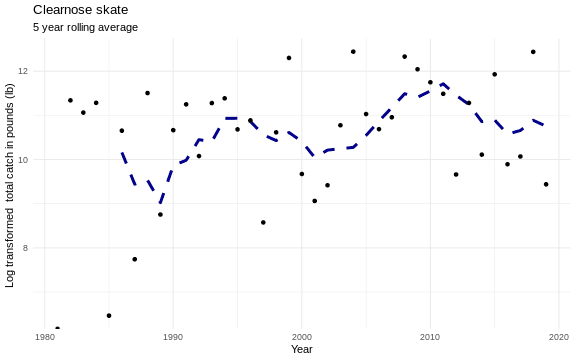 Clearnose skate
5 year rolling average
Log transformed  total catch in pounds (lb)
12
10
8
1980
1990
2000
2010
2020
Year